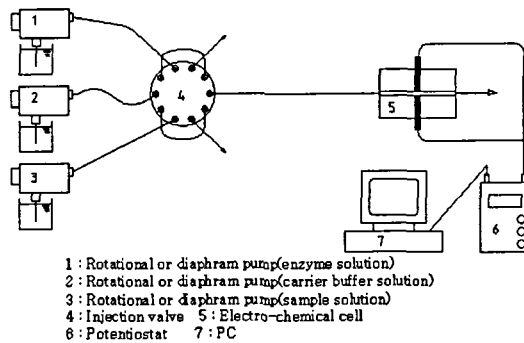 1
2
3
4
5
6
7
1 : Rotational or diaphram pump(enzyme solution)
2 : Rotational or diaphram pump(carrier buffer solution)
3 : Rotational or diaphram pump(sample solution)
4 : Injection valve 5 : Electro-chemical cell
6 : Potentiostat 7 : PC